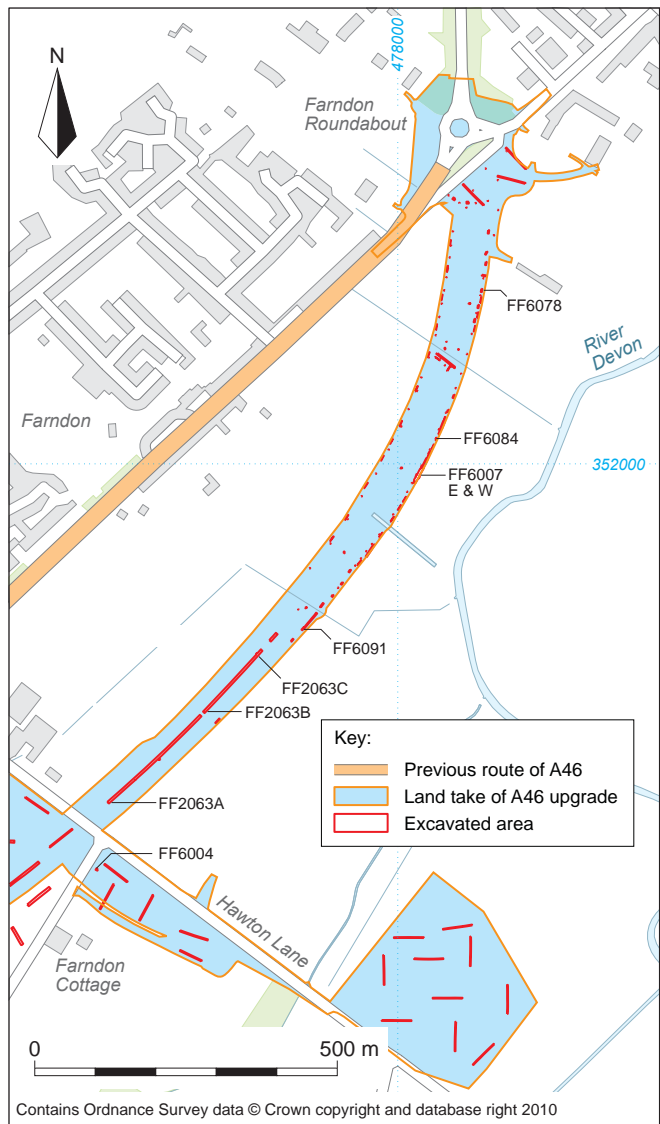 N
Farndon
Roundabout
478000
FF6078
River
Devon
Farndon
FF6084
352000
FF6007
E & W
FF6091
FF2063C
FF2063B
Key:
Previous route of A46
Land take of A46 upgrade
Excavated area
FF2063A
FF6004
Hawton Lane
Farndon
Cottage
0
500 m
Contains Ordnance Survey data © Crown copyright and database right 2010